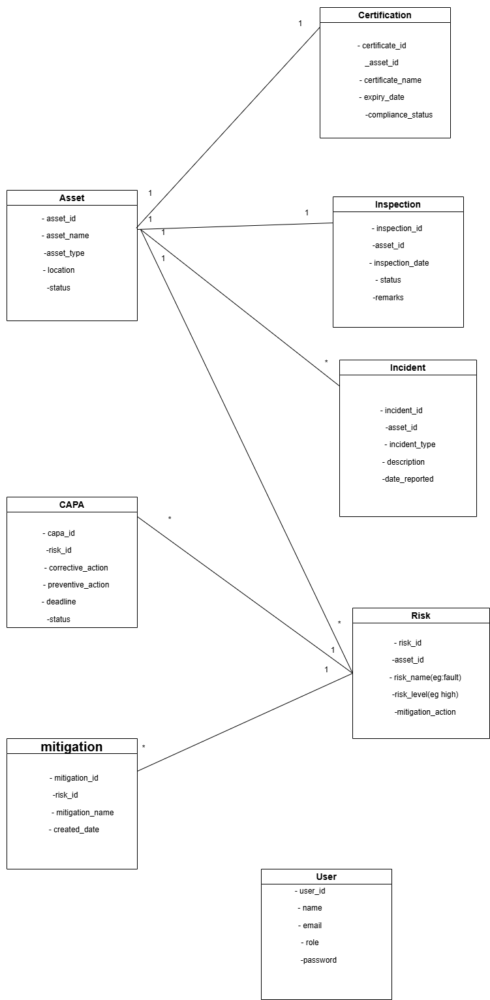 Certification
- certificate_id
_asset_id
- certificate_name
- expiry_date
-compliance_status
1
1
Asset
- asset_id
- asset_name
-asset_type
- location
-status
1
1
1
1
Inspection
- inspection_id
-asset_id
- inspection_date
- status
-remarks
*
Incident
- incident_id
-asset_id
- incident_type
- description
-date_reported
CAPA
- capa_id
-risk_id
- corrective_action
- preventive_action
- deadline
-status
*
*
1
1
Risk
- risk_id
-asset_id
- risk_name(eg:fault)
-risk_level(eg high)
-mitigation_action
mitigation
- mitigation_id
-risk_id
- mitigation_name
- created_date
*
User
- user_id
- name
- email
- role
-password